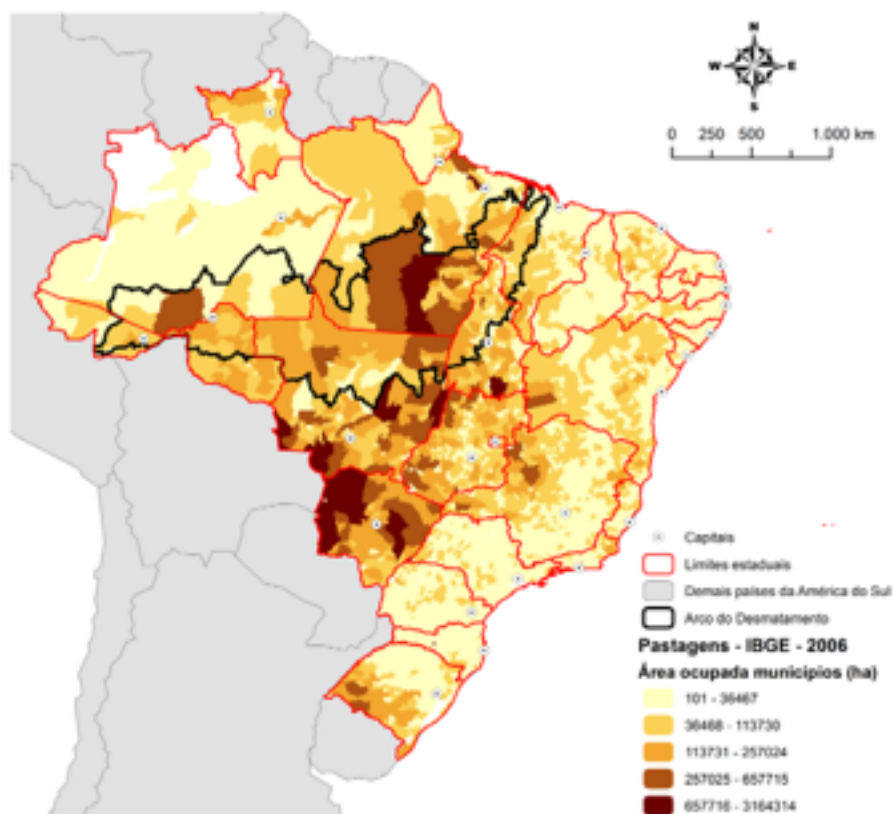 N
W E
S
0 250 500 1.000 km
Capitais
Limites estaduais
Demais países da América do Sul
Arco do Desmatamento
Pastagens - IBGE - 2006
Área ocupada municípios (ha)
101 - 36467
36468 - 113730
113731 - 257024
257025 - 657715
657716 - 3164314